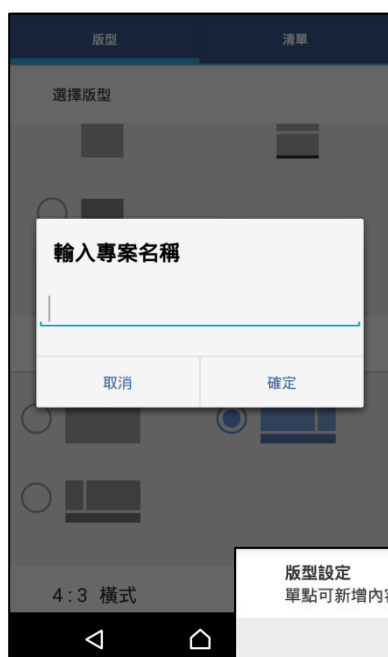 版型 清單
選擇版型
輸入專案名稱
取消 確定
4:3 橫式
版型設定
單點可新增內容